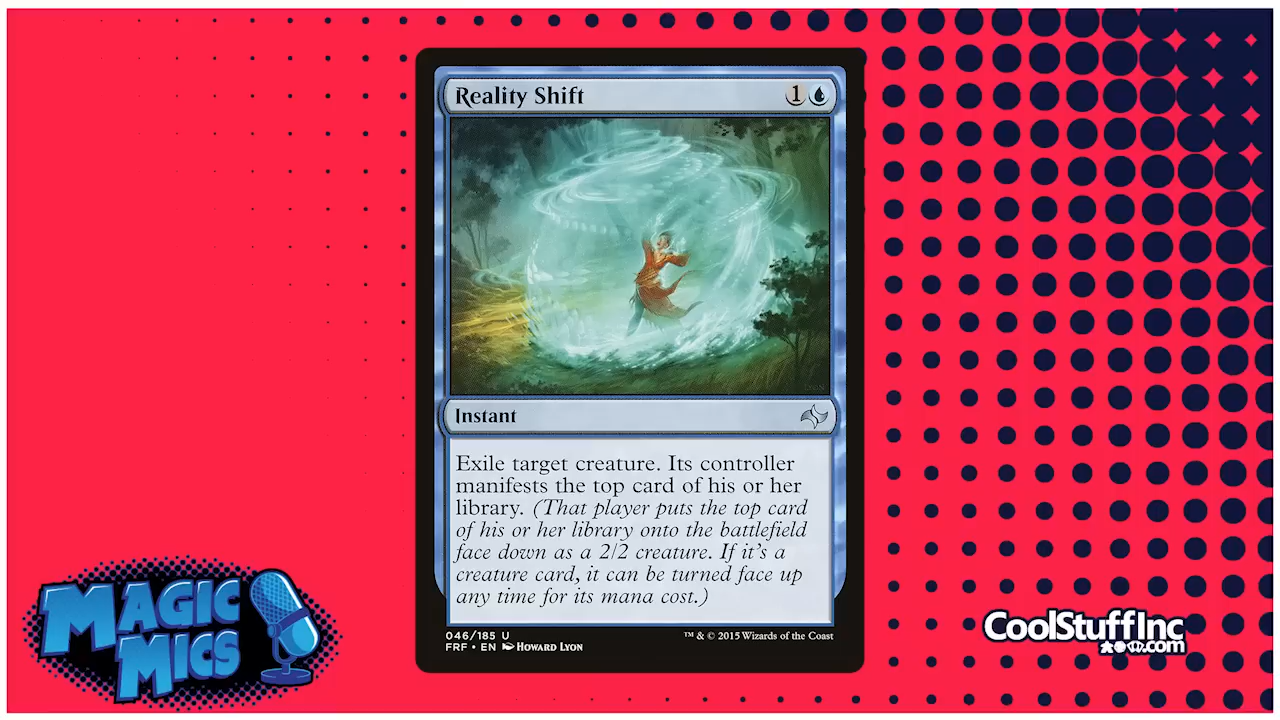 Reality Shift 1
Instant
Exile target creature. Its controller
manifests the top card of his or her
library. (That player puts the top card
of his or her library onto the battlefield
face down as a 2/2 creature. If it's a
creature card, it can be turned face up
any time for its mana cost.)
046/185 U
FRF • EN Howard Lyon
™ & © 2015 Wizards of the Coast
MAGIC
MICS
CoolStuffInc
.com